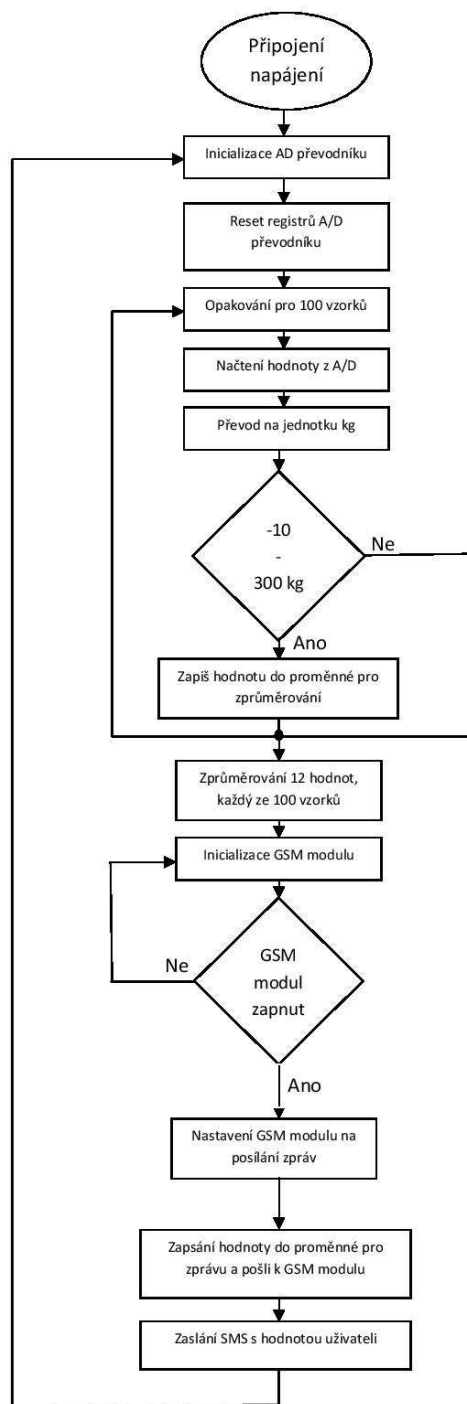 Připojení
napájení
Inicializace AD převodníku
Reset registrů A/D
převodníku
Opakování pro 100 vzorků
Načtení hodnoty z A/D
Převod na jednotku kg
-10
-
300 kg
Ne
Ano
Zapiš hodnotu do proměnné pro
zprůměrování
Zprůměrování 12 hodnot,
každý ze 100 vzorků
Inicializace GSM modulu
Ne
GSM
modul
zapnut
Ano
Nastavení GSM modulu na
posílání zpráv
Zapsání hodnoty do proměnné pro
zprávu a pošli k GSM modulu
Zaslání SMS s hodnotou uživateli